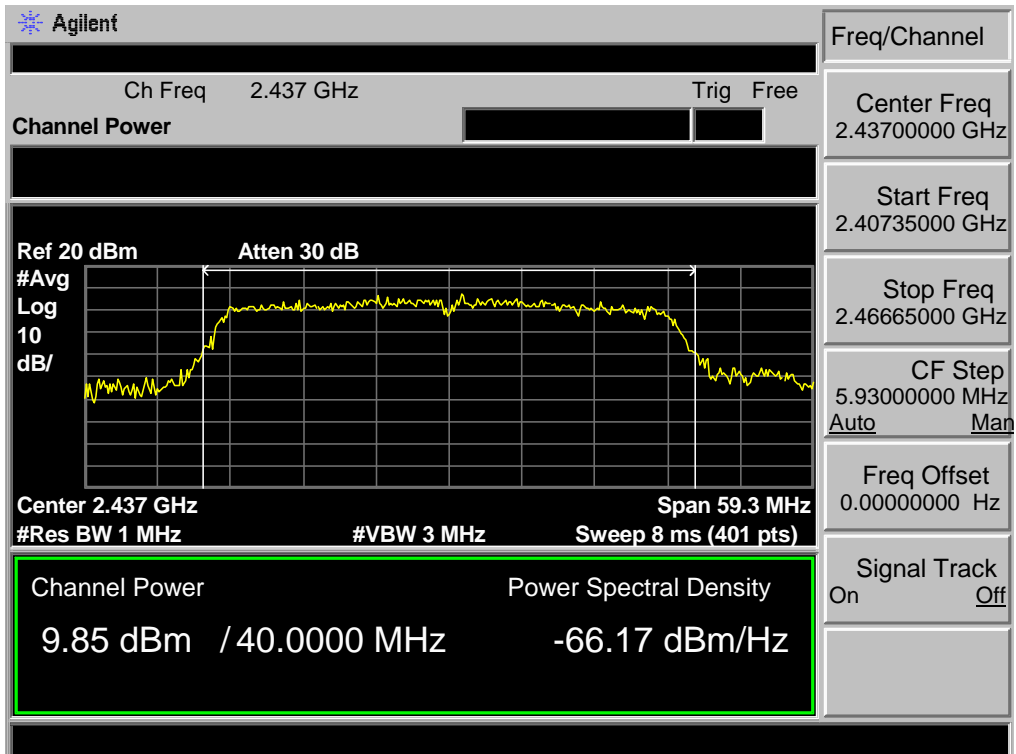 Agilent
Freq/Channel
Ch Freq 2.437 GHz Trig Free
Channel Power
Center Freq
2.43700000 GHz
Start Freq
2.40735000 GHz
Stop Freq
2.46665000 GHz
CF Step
5.93000000 MHz
Auto Man
Freq Offset
0.00000000 Hz
Signal Track
On Off
Ref 20 dBm Atten 30 dB
#Avg
Log
10
dB/
Center 2.437 GHz Span 59.3 MHz
#Res BW 1 MHz #VBW 3 MHz Sweep 8 ms (401 pts)
Channel Power Power Spectral Density
9.85 dBm / 40.0000 MHz -66.17 dBm/Hz